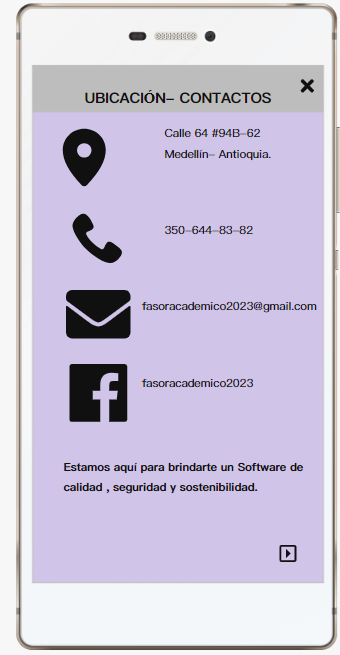 UBICACIÓN- CONTACTOS
Calle 64 #94B-62
Medellín- Antioquia.
350-644-83-82
fasoracademico2023@gmail.com
fasoracademico2023
Estamos aquí para brindarte un Software de
calidad , seguridad y sostenibilidad.